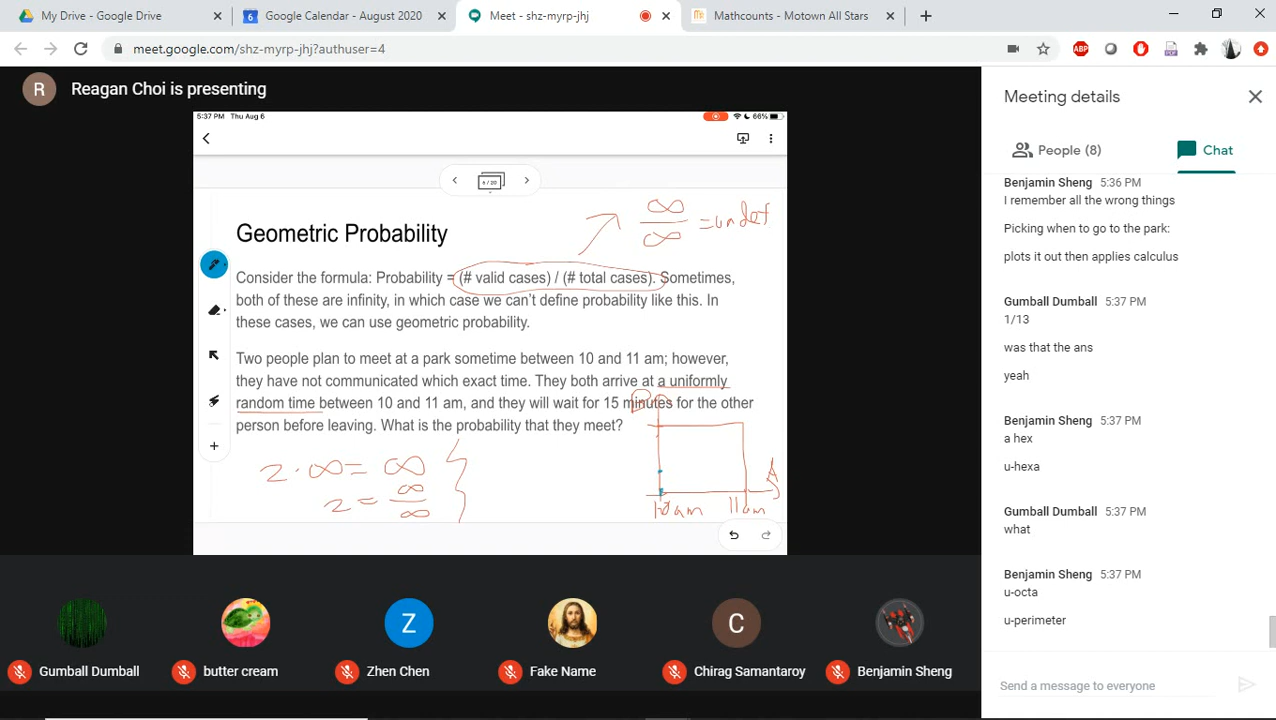 My Drive - Google Drive
Google Calendar - August 2020
Meet - shz-myrp-jhj
Mathcounts - Motown All Stars
meet.google.com/shz-myrp-jhj?authuser=4
ABP
R
Reagan Choi is presenting
5:37 PM Thu Aug 6
66%
6 / 20
Geometric Probability
∞/∞ = undef
Consider the formula: Probability = (# valid cases) / (# total cases). Sometimes,
both of these are infinity, in which case we can't define probability like this. In
these cases, we can use geometric probability.
Two people plan to meet at a park sometime between 10 and 11 am; however,
they have not communicated which exact time. They both arrive at a uniformly
random time between 10 and 11 am, and they will wait for 15 minutes for the other
person before leaving. What is the probability that they meet?
2 · ∞ = ∞
2 = ∞/∞
B
A
10am 11am
Gumball Dumball
butter cream
Z
Zhen Chen
Fake Name
C
Chirag Samantaroy
Benjamin Sheng
Meeting details
People (8)
Chat
Benjamin Sheng 5:36 PM
I remember all the wrong things
Picking when to go to the park:
plots it out then applies calculus
Gumball Dumball 5:37 PM
1/13
was that the ans
yeah
Benjamin Sheng 5:37 PM
a hex
u-hexa
Gumball Dumball 5:37 PM
what
Benjamin Sheng 5:37 PM
u-octa
u-perimeter
Send a message to everyone